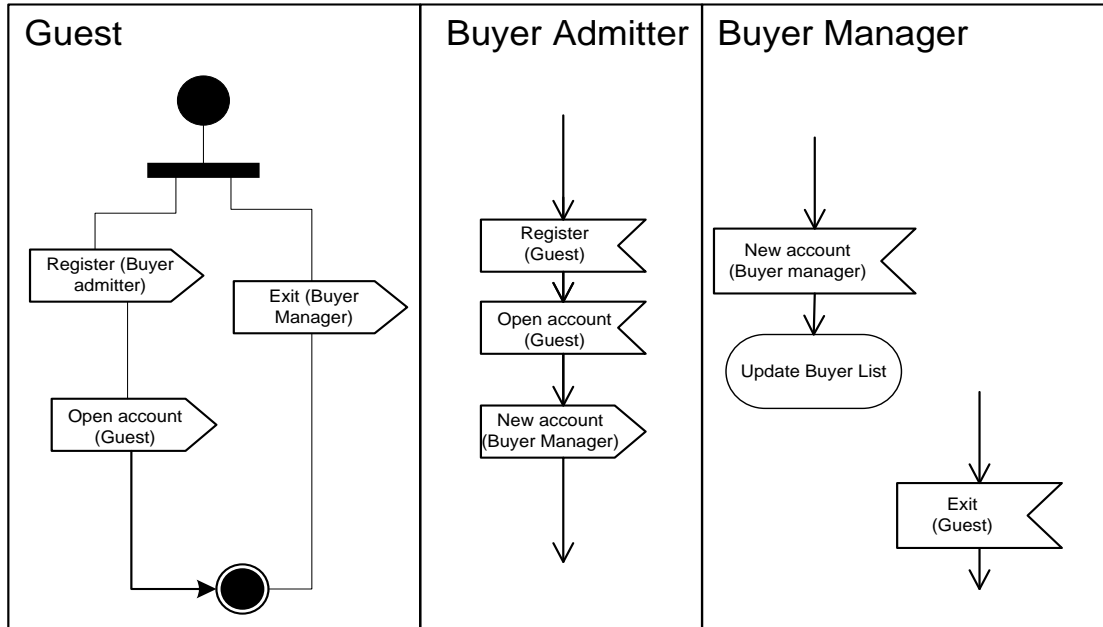 Guest
Register (Buyer
admitter)
Exit (Buyer
Manager)
Open account
(Guest)
Buyer Admitter
Register
(Guest)
Open account
(Guest)
New account
(Buyer Manager)
Buyer Manager
New account
(Buyer manager)
Update Buyer List
Exit
(Guest)